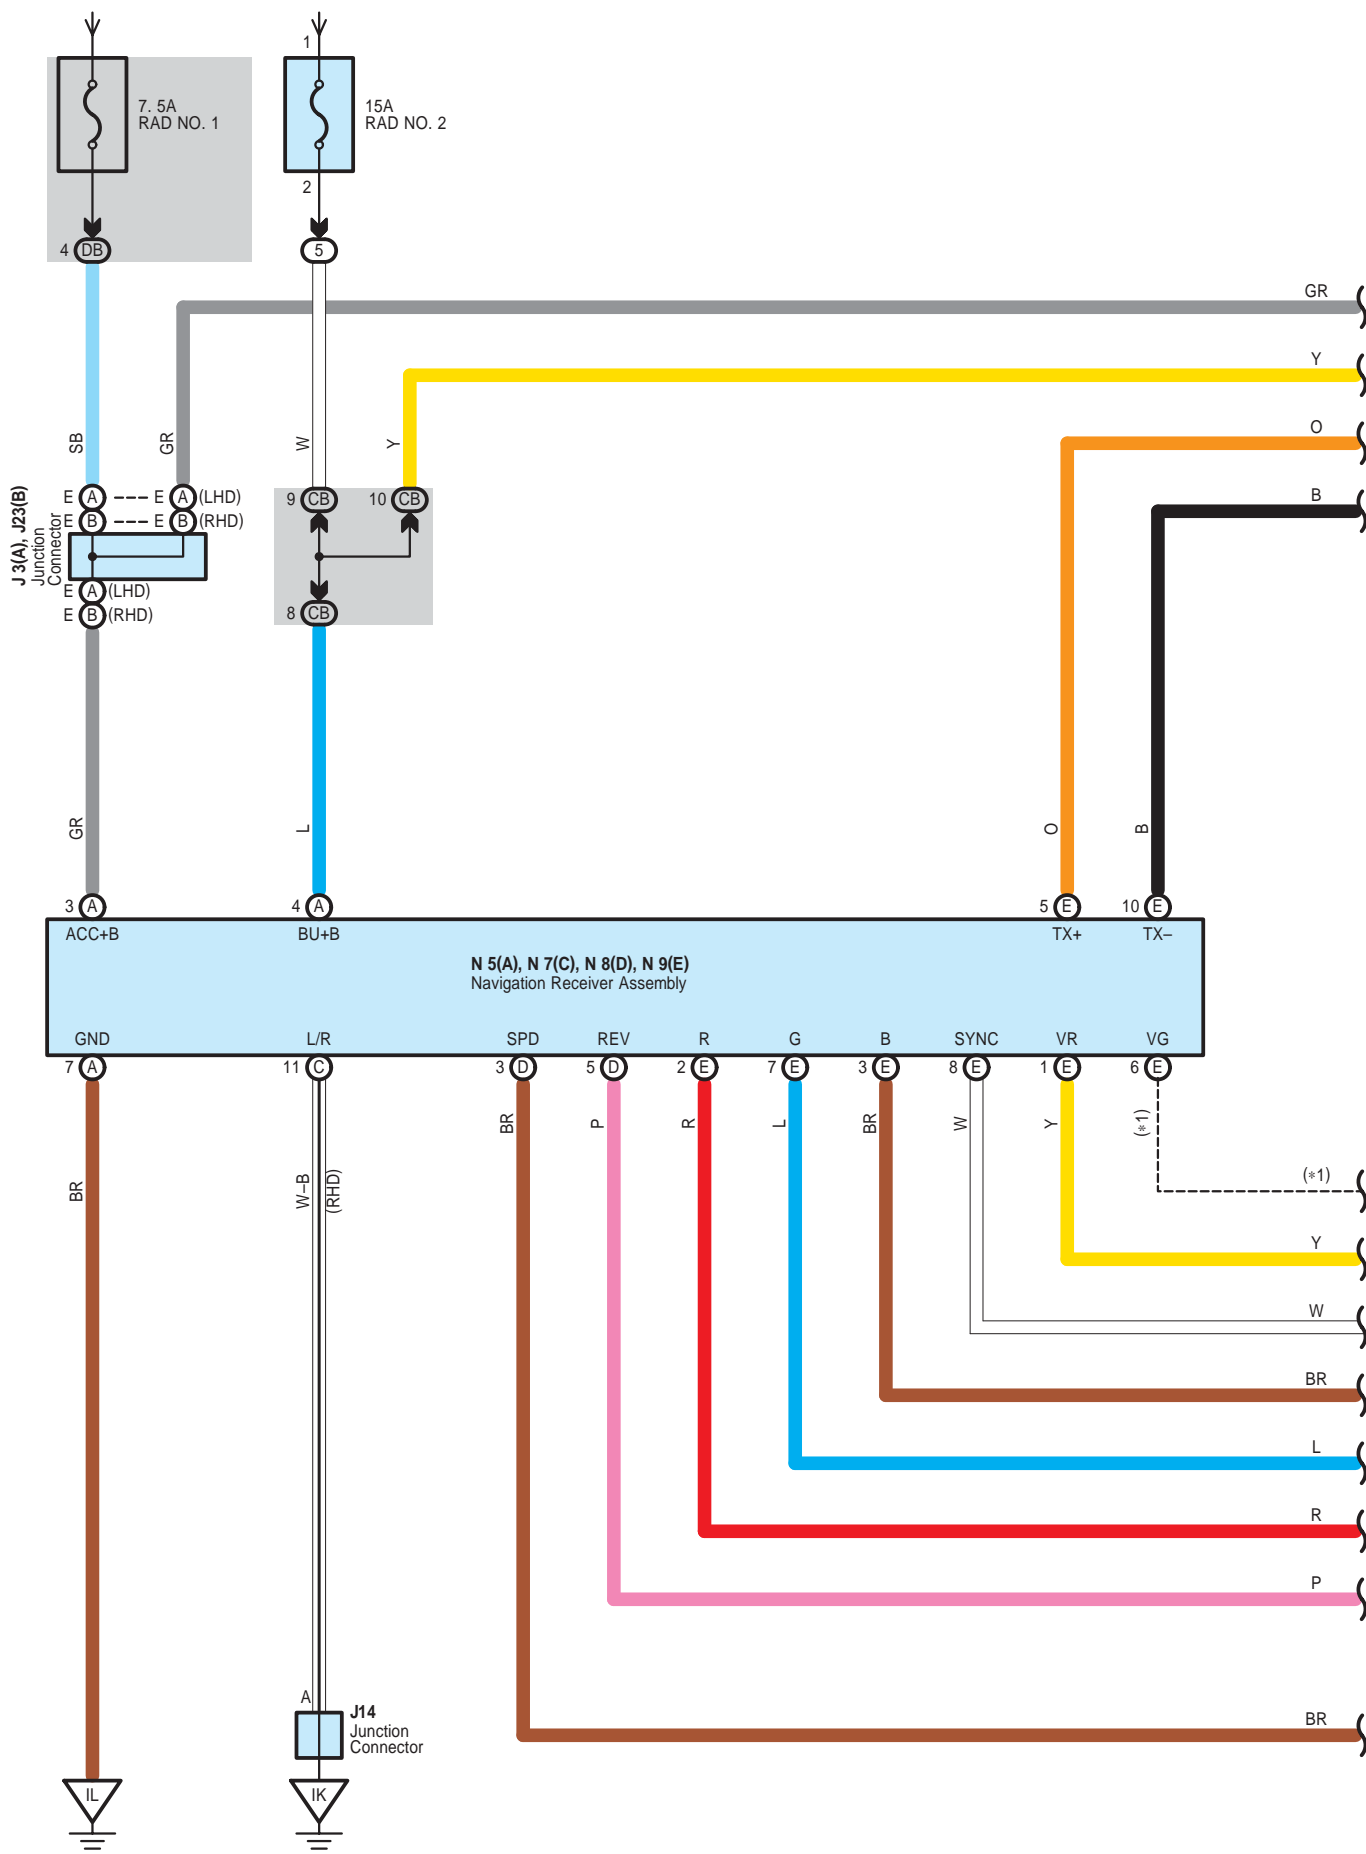 1
7. 5A
RAD NO. 1
15A
RAD NO. 2
2
4 DB
5
GR
Y
O
B
SB
GR
W
Y
J 3(A), J23(B)
Junction
Connector
E A E A (LHD)
E B E B (RHD)
9 CB 10 CB
E A (LHD)
E B (RHD)
8 CB
GR
L
O
B
3 A
4 A
5 E
10 E
ACC+B
BU+B
TX+
TX–
N 5(A), N 7(C), N 8(D), N 9(E)
Navigation Receiver Assembly
GND
L/R
SPD
REV
R
G
B
SYNC
VR
VG
7 A
11 C
3 D
5 D
2 E
7 E
3 E
8 E
1 E
6 E
BR
W–B
(RHD)
BR
P
R
L
BR
W
Y
(*1)
(*1)
Y
W
BR
L
R
P
BR
A
J14
Junction
Connector
IL
IK